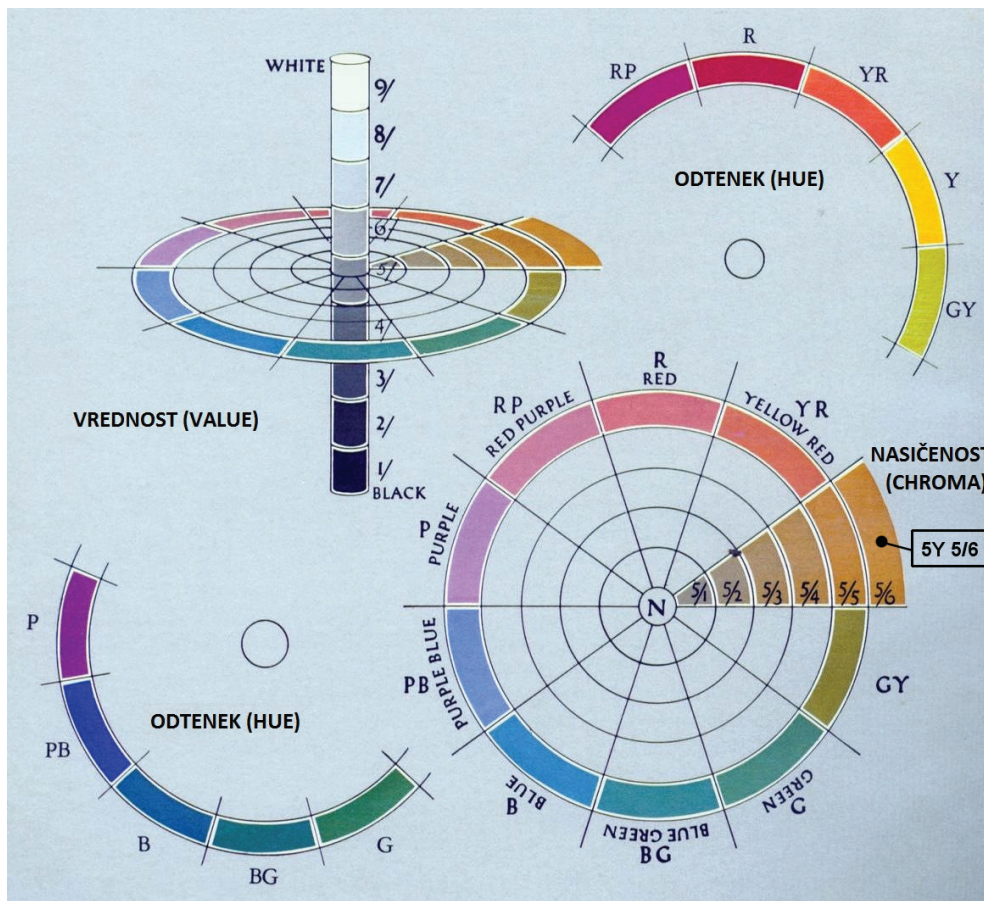 WHITE
9/
8/
7/
6/
5/
4/
3/
2/
1/
BLACK
VREDNOST (VALUE)
RP
R
YR
Y
GY
ODTENEK (HUE)
P
PB
B
BG
G
ODTENEK (HUE)
R
RED
YR
YELLOW RED
NASIČENOST
(CHROMA)
5Y 5/6
5/1
5/2
5/3
5/4
5/5
5/6
N
GY
G
GREEN
BLUE GREEN
BG
BLUE
B
PURPLE BLUE
PB
PURPLE
P
RP
RED PURPLE